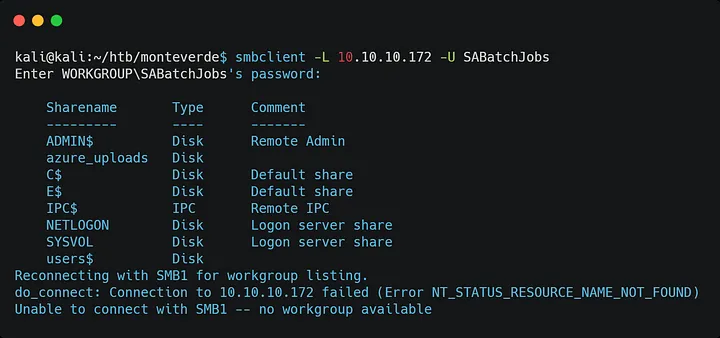 kali@kali:~/htb/monteverde$ smbclient -L 10.10.10.172 -U SABatchJobs
Enter WORKGROUP\SABatchJobs's password:
Sharename Type Comment
--------- ---- -------
ADMIN$ Disk Remote Admin
azure_uploads Disk
C$ Disk Default share
E$ Disk Default share
IPC$ IPC Remote IPC
NETLOGON Disk Logon server share
SYSVOL Disk Logon server share
users$ Disk
Reconnecting with SMB1 for workgroup listing.
do_connect: Connection to 10.10.10.172 failed (Error NT_STATUS_RESOURCE_NAME_NOT_FOUND)
Unable to connect with SMB1 -- no workgroup available